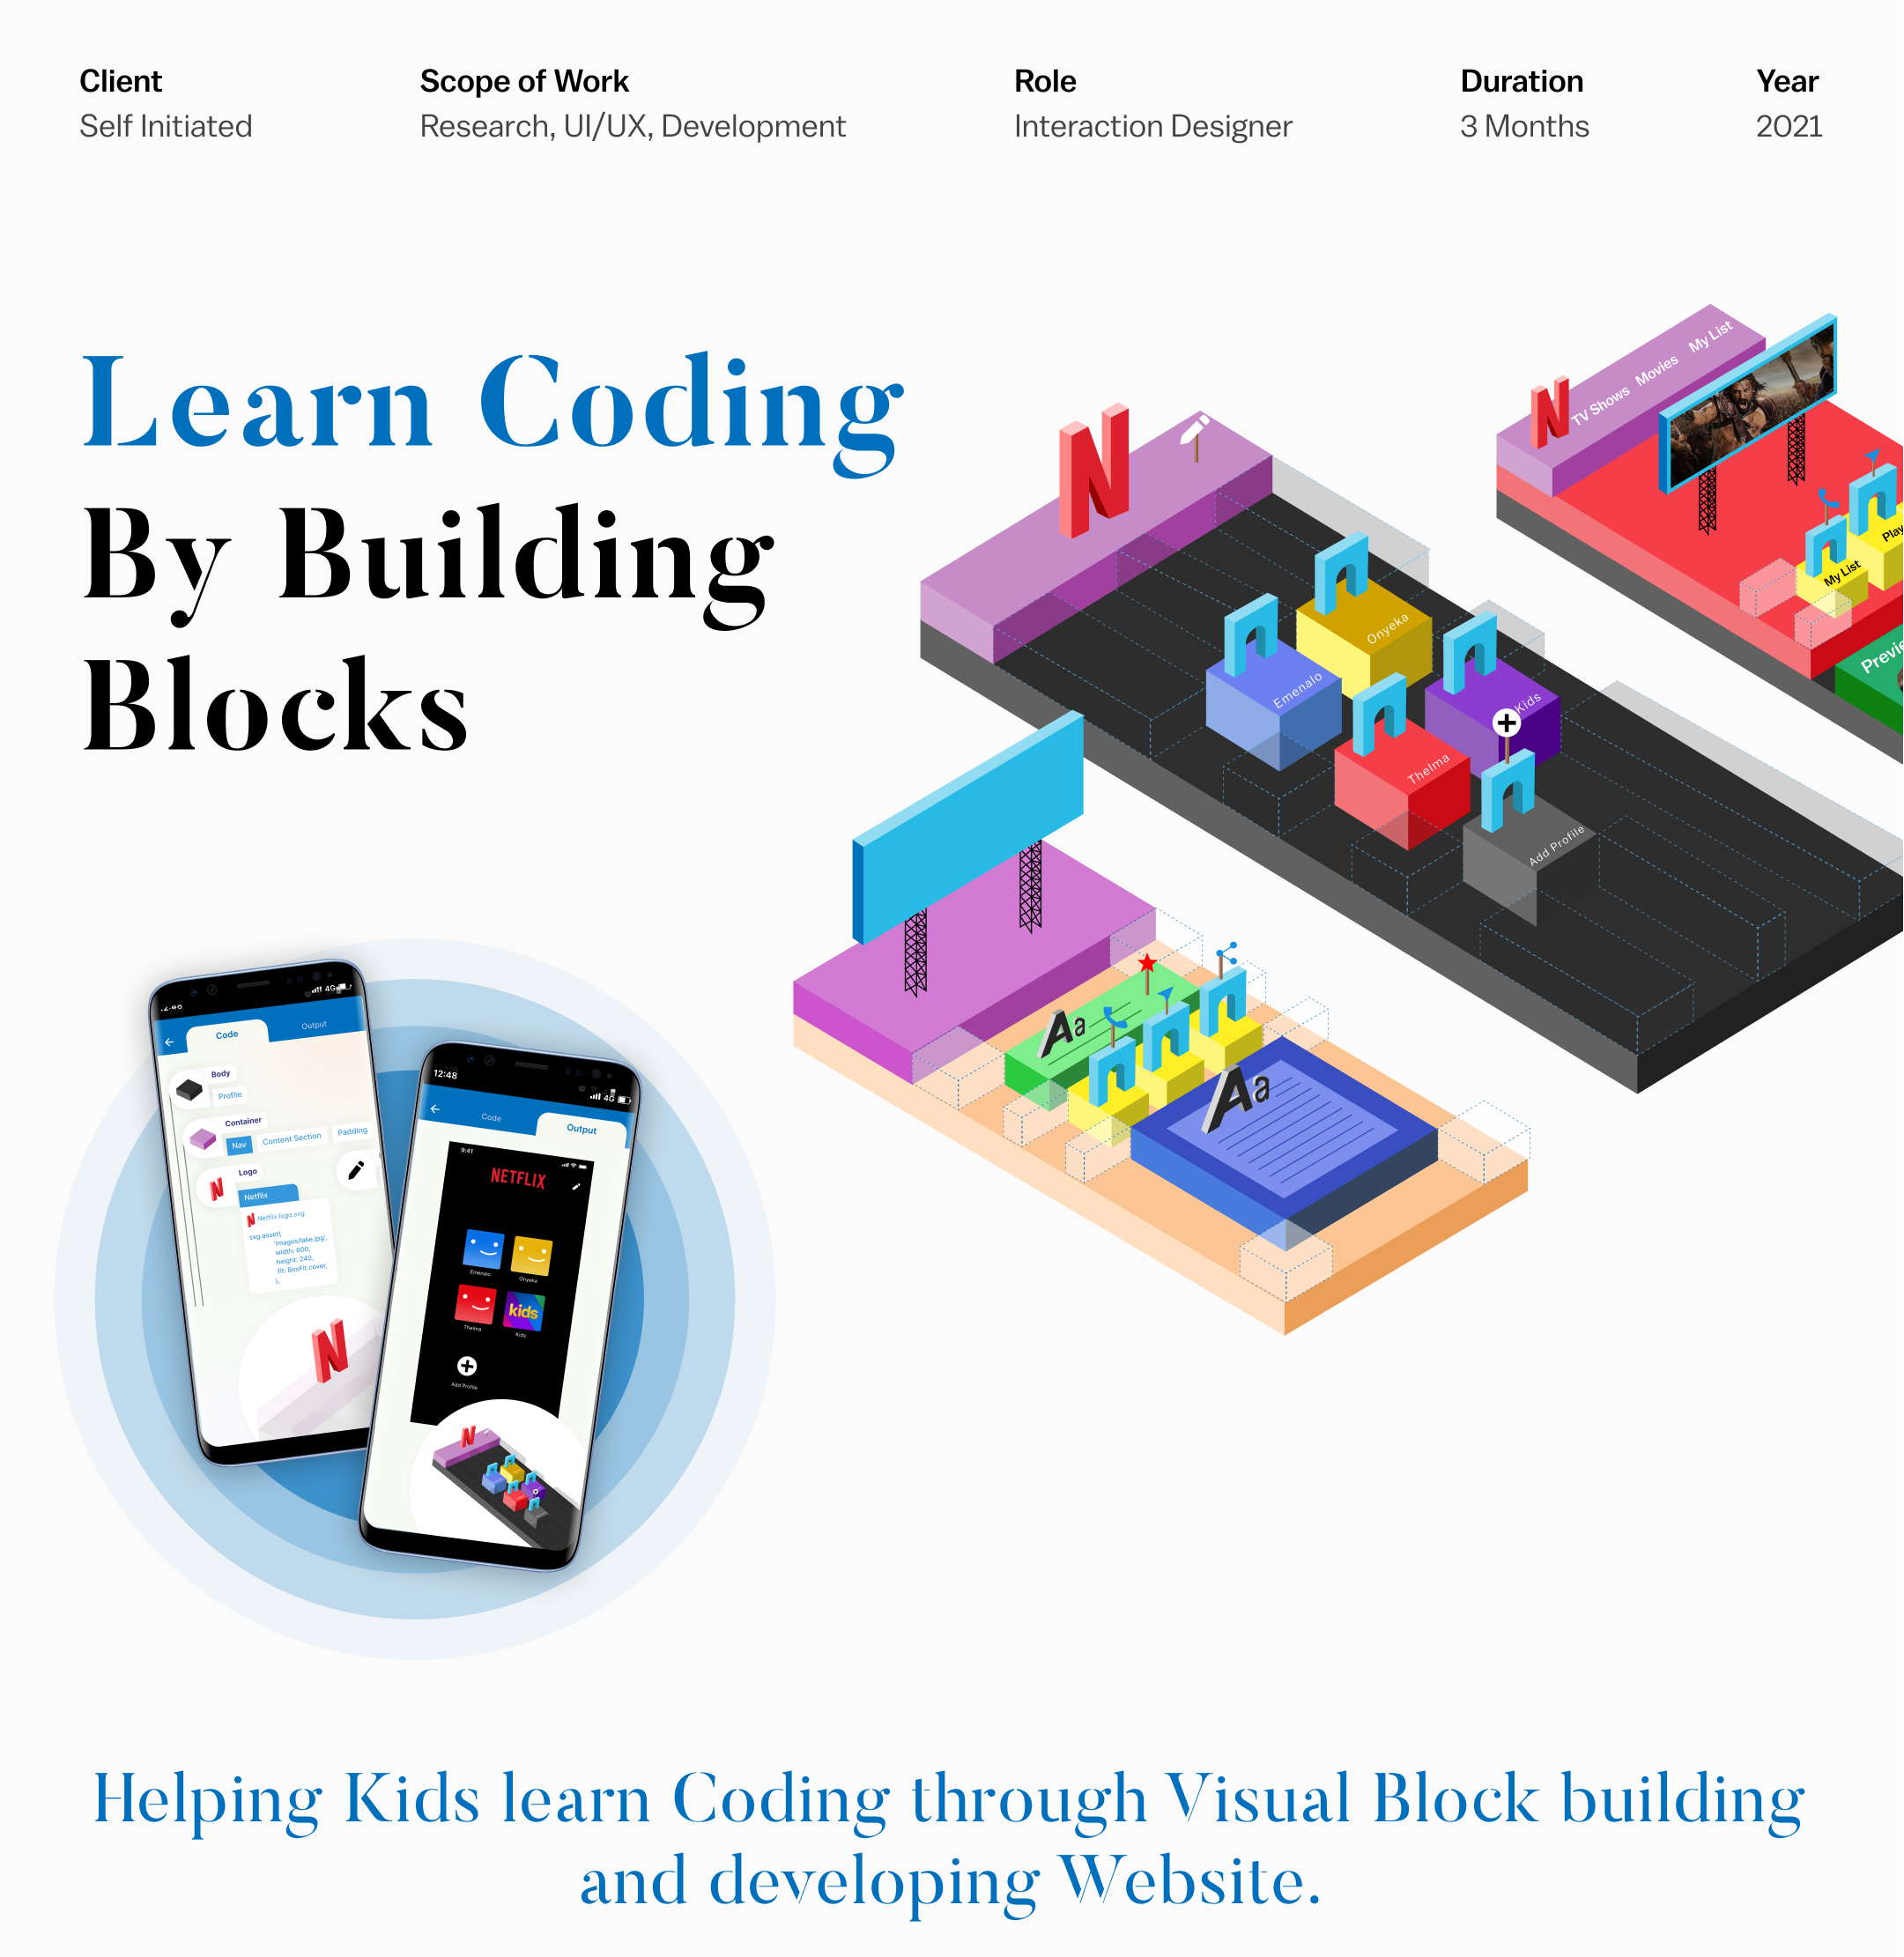 Client
Self Initiated
Scope of Work
Research, UI/UX, Development
Role
Interaction Designer
Duration
3 Months
Year
2021
Learn Coding
By Building
Blocks
N
TV Shows Movies My List
My List
Play
N
Onyeka
Emenalo
Kids
Thelma
Add Profile
Aa
Aa
4G
Code
Output
Body
Profile
Container
Nav
Content Section
Padding
Logo
N
Netflix
N Netflix logo.svg
svg.asset(
'images/lake.jpg',
width: 600,
height: 240,
fit: BoxFit.cover,
),
N
12:48
4G
Code
Output
9:41
NETFLIX
Emenalo
Onyeka
Thelma
kids
Kids
Add Profile
N
Helping Kids learn Coding through Visual Block building
and developing Website.